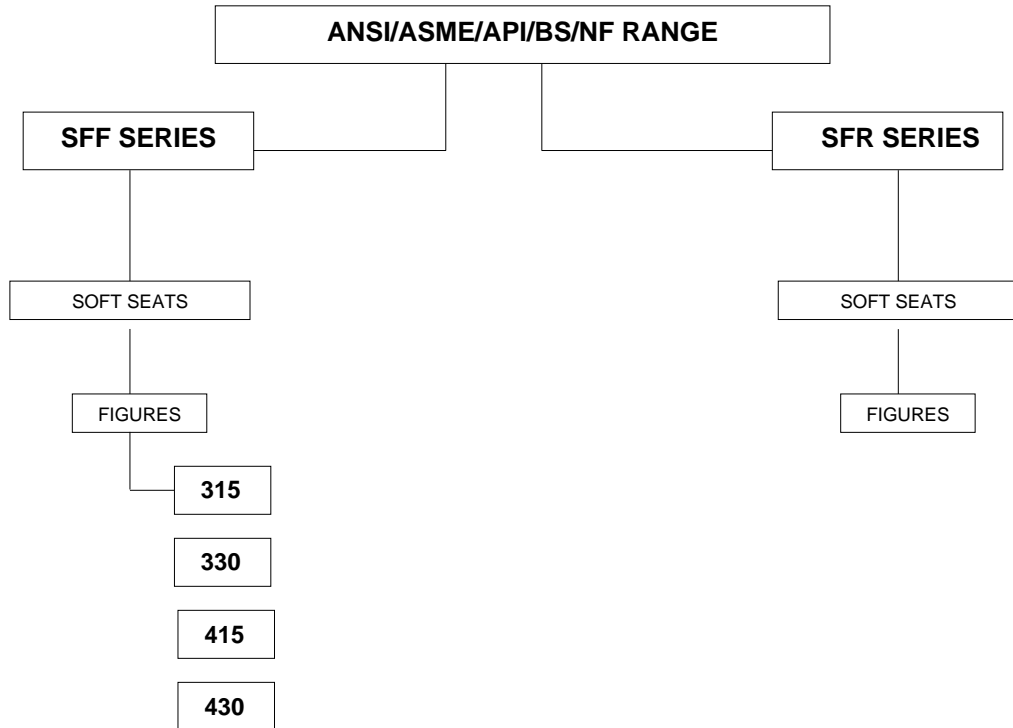 ANSI/ASME/API/BS/NF RANGE
SFF SERIES
SFR SERIES
SOFT SEATS
SOFT SEATS
FIGURES
FIGURES
315
330
415
430